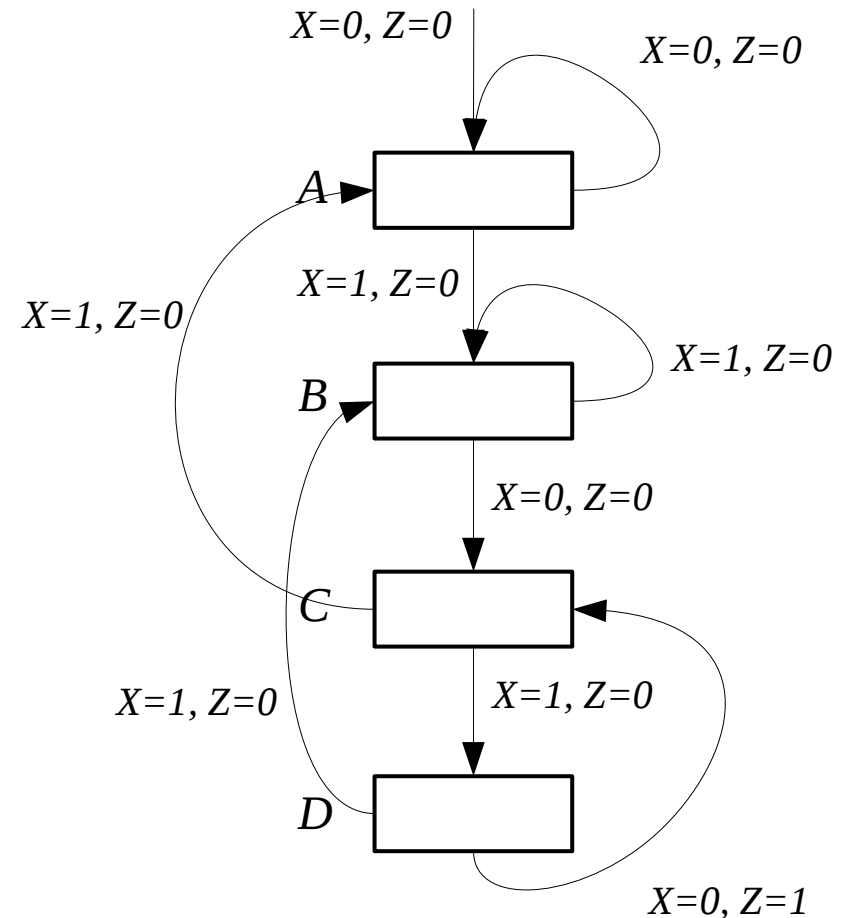 X=0, Z=0
X=0, Z=0
A
X=1, Z=0
X=1, Z=0
X=1, Z=0
B
X=0, Z=0
C
X=1, Z=0
X=1, Z=0
D
X=0, Z=1